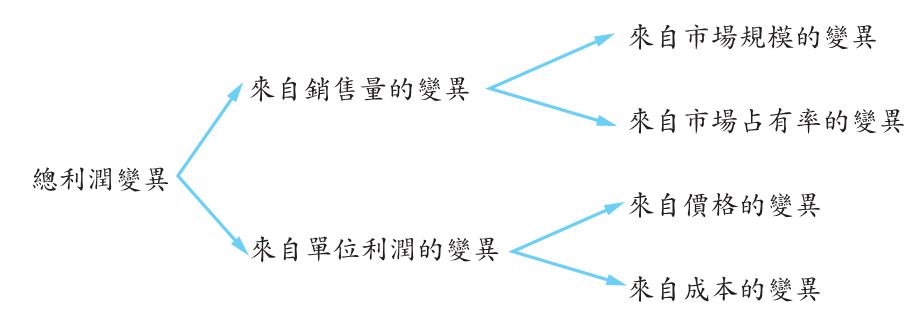 來自市場規模的變異
來自銷售量的變異
來自市場占有率的變異
總利潤變異
來自價格的變異
來自單位利潤的變異
來自成本的變異